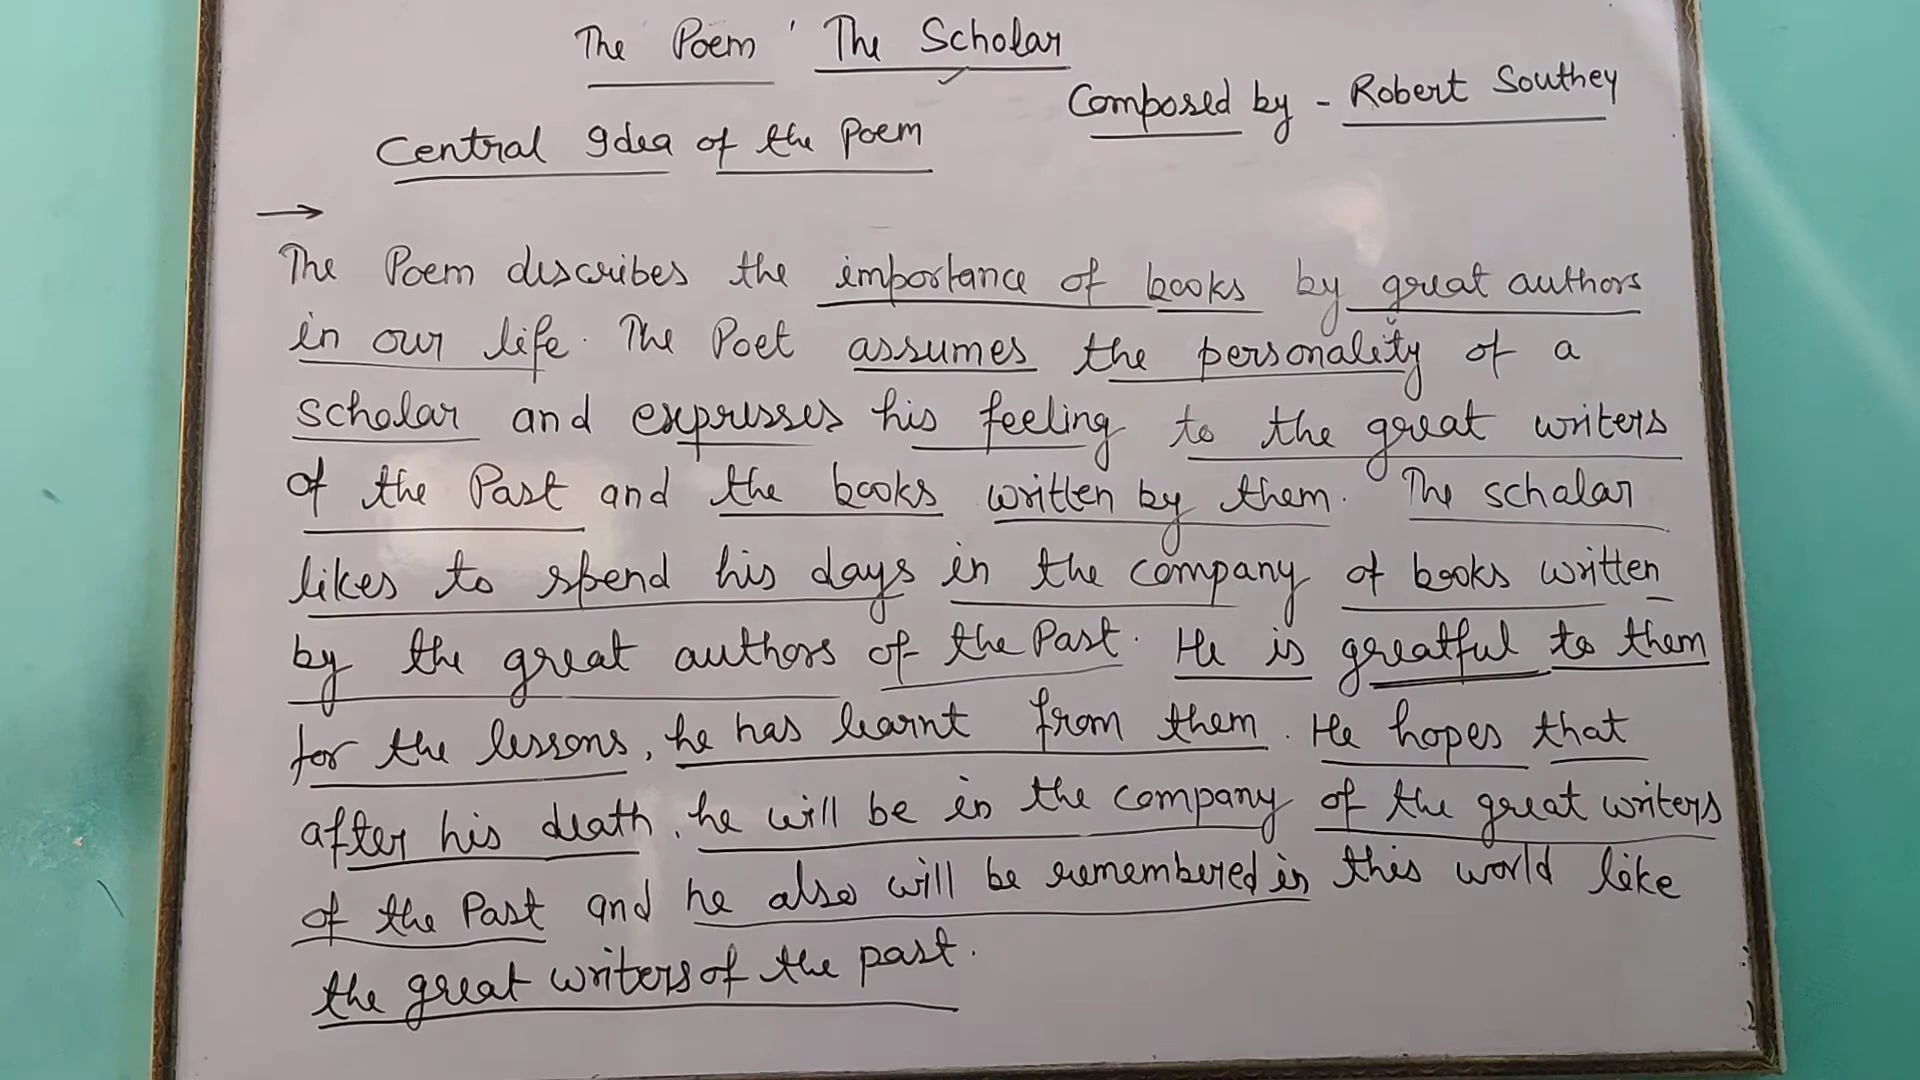 The Poem ' The Scholar
Composed by - Robert Southey
Central Idea of the Poem
→
The Poem describes the importance of books by great authors
in our life. The Poet assumes the personality of a
scholar and expresses his feeling to the great writers
of the Past and the books written by them. The schalar
likes to spend his days in the company of books written
by the great authors of the Past. He is greatful to them
for the lessons, he has learnt from them. He hopes that
after his death, he will be in the company of the great writers
of the Past and he also will be remembered in this world like
the great writers of the past.